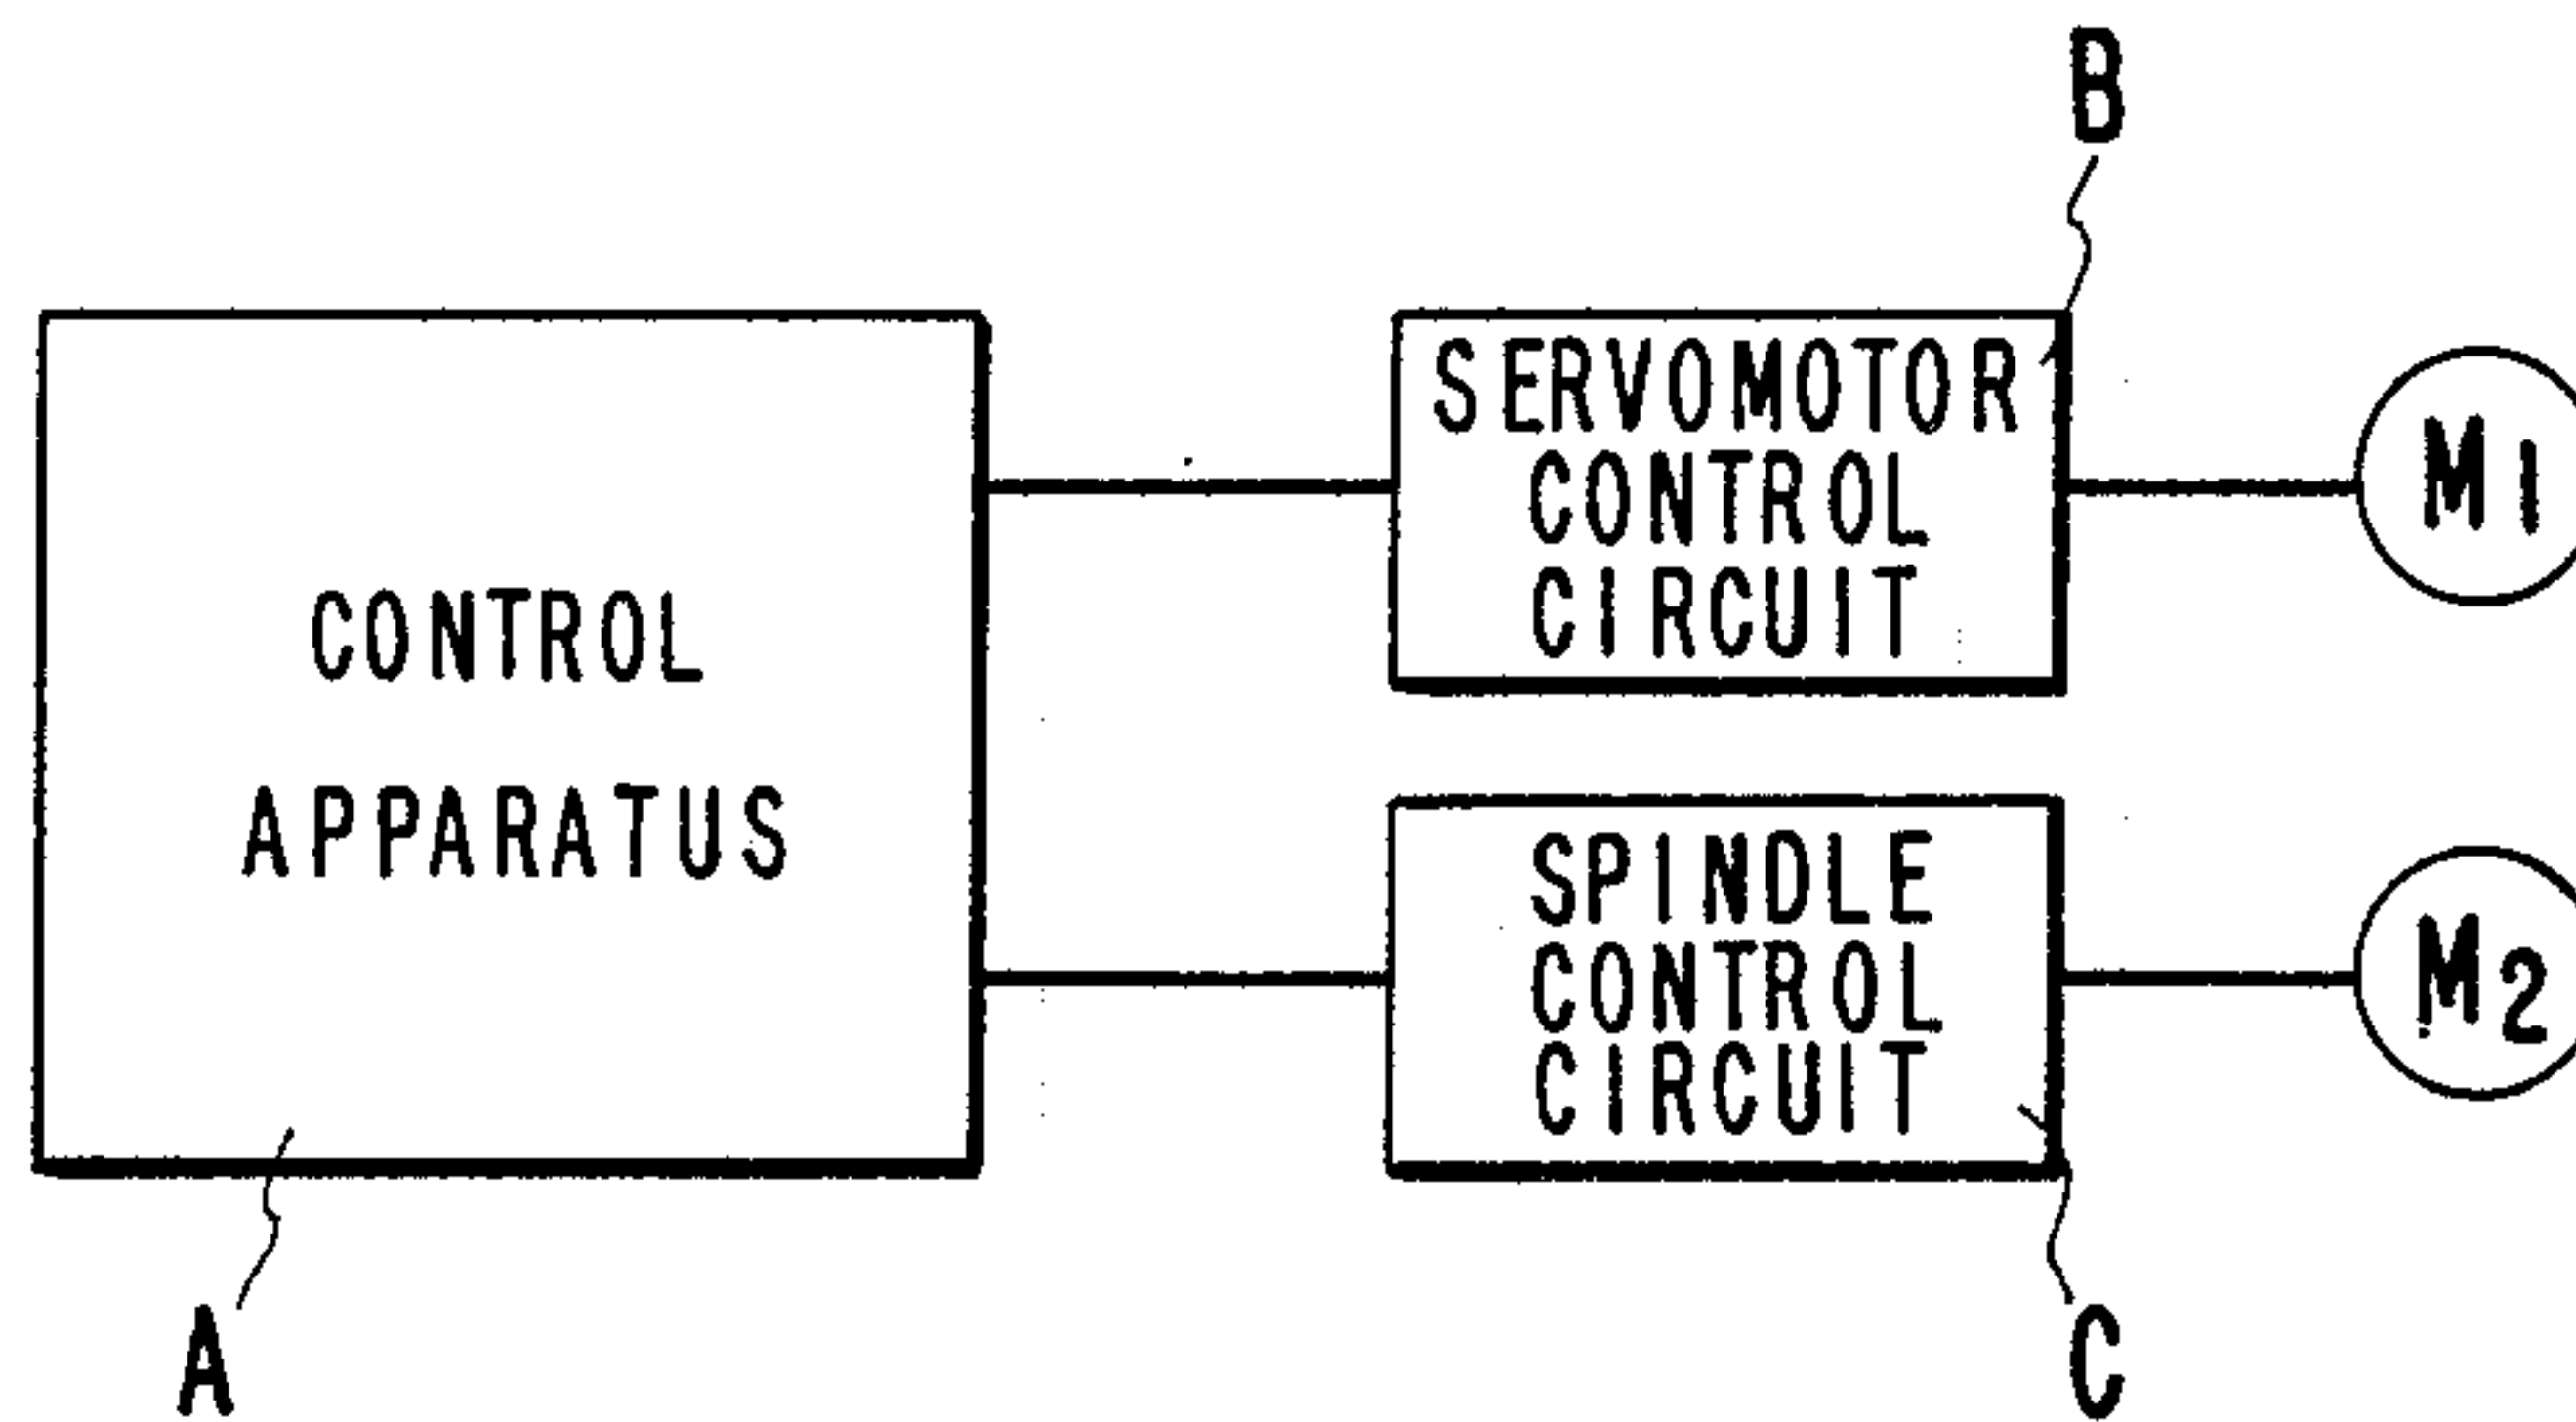 B
SERVOMOTOR
CONTROL
CIRCUIT
M1
CONTROL
APPARATUS
SPINDLE
CONTROL
CIRCUIT
M2
A
C